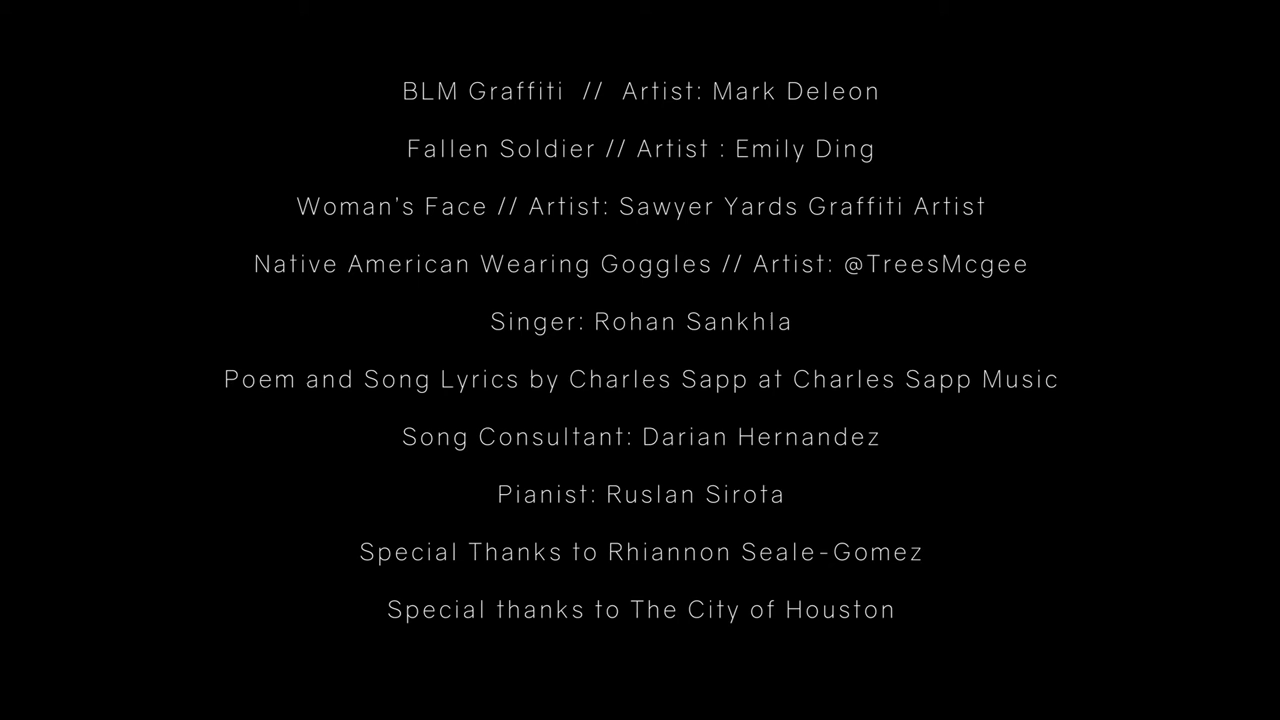 BLM Graffiti // Artist: Mark Deleon
Fallen Soldier // Artist : Emily Ding
Woman's Face // Artist: Sawyer Yards Graffiti Artist
Native American Wearing Goggles // Artist: @TreesMcgee
Singer: Rohan Sankhla
Poem and Song Lyrics by Charles Sapp at Charles Sapp Music
Song Consultant: Darian Hernandez
Pianist: Ruslan Sirota
Special Thanks to Rhiannon Seale-Gomez
Special thanks to The City of Houston